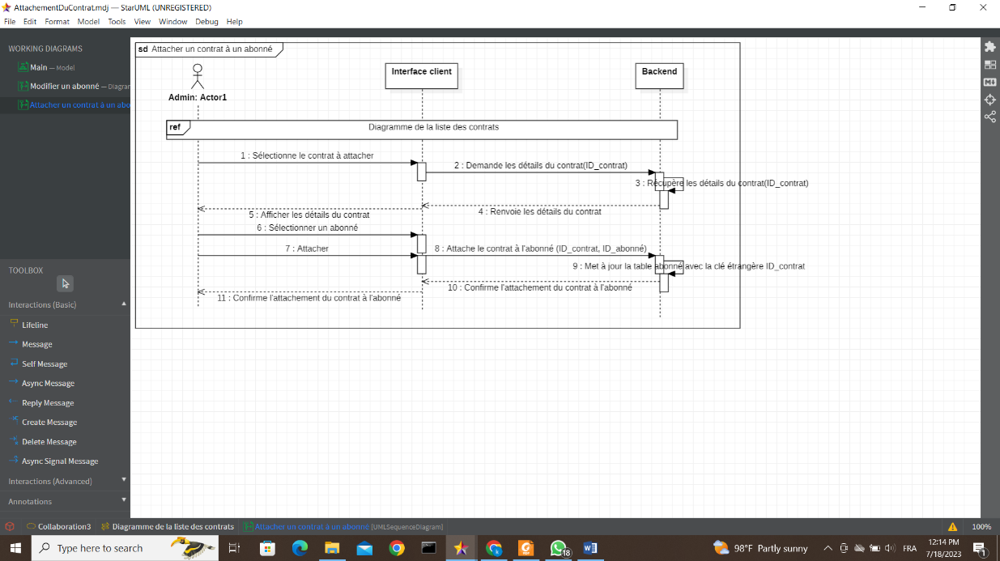 AttachementDuContrat.mdj — StarUML (UNREGISTERED)
File Edit Format Model Tools View Window Debug Help
WORKING DIAGRAMS
Main — Model
Modifier un abonné — Diagrar
Attacher un contrat à un abo
sd Attacher un contrat à un abonné
Interface client
Backend
Admin: Actor1
ref
Diagramme de la liste des contrats
1 : Sélectionne le contrat à attacher
2 : Demande les détails du contrat(ID_contrat)
3 : Récupère les détails du contrat(ID_contrat)
4 : Renvoie les détails du contrat
5 : Afficher les détails du contrat
6 : Sélectionner un abonné
7 : Attacher
8 : Attache le contrat à l'abonné (ID_contrat, ID_abonné)
9 : Met à jour la table abonné avec la clé étrangère ID_contrat
10 : Confirme l'attachement du contrat à l'abonné
11 : Confirme l'attachement du contrat à l'abonné
TOOLBOX
Interactions (Basic)
Lifeline
Message
Self Message
Async Message
Reply Message
Create Message
Delete Message
Async Signal Message
Interactions (Advanced)
Annotations
Collaboration3 Diagramme de la liste des contrats Attacher un contrat à un abonné [UMLSequenceDiagram] 100%
Type here to search
18
98°F Partly sunny
FRA
12:14 PM
7/18/2023
1